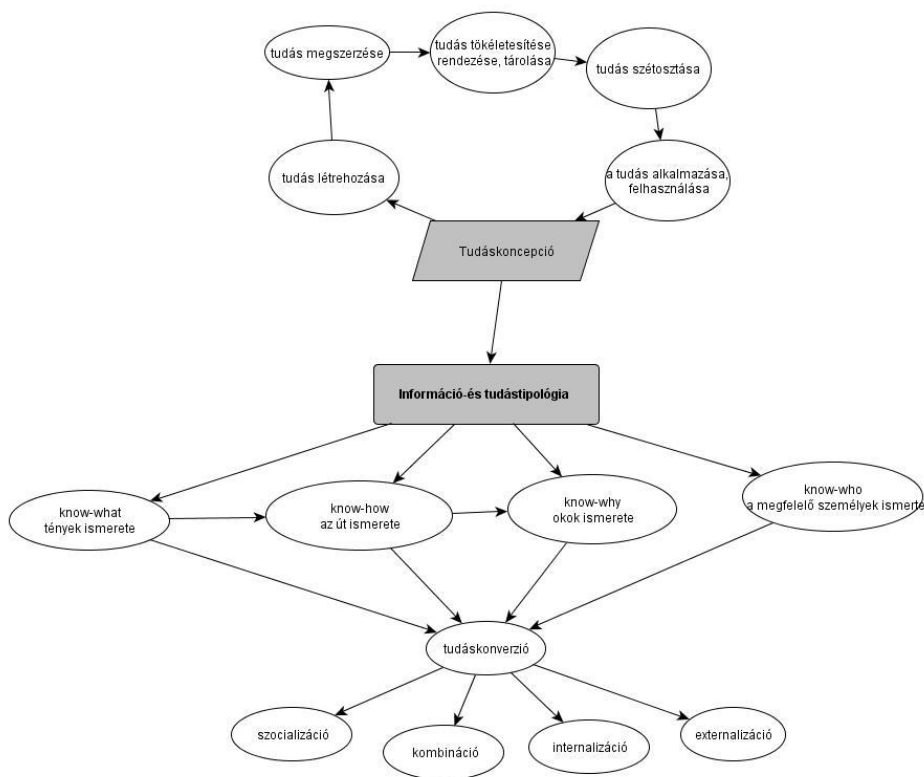 tudás megszerzése
tudás tökéletesítése
rendezése, tárolása
tudás szétosztása
tudás létrehozása
a tudás alkalmazása,
felhasználása
Tudáskoncepció
Információ-és tudástipológia
know-what
tények ismerete
know-how
az út ismerete
know-why
okok ismerete
know-who
a megfelelő személyek ismerte
tudáskonverzió
szocializáció
kombináció
internalizáció
externalizáció